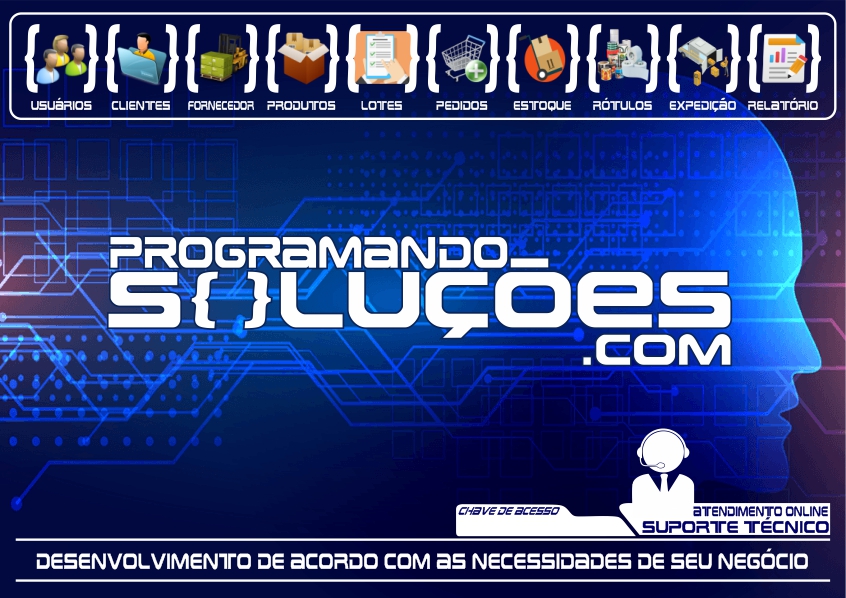 USUÁRIOS CLIENTES FORNECEDOR PRODUTOS LOTES PEDIDOS ESTOQUE RÓTULOS EXPEDIÇÃO RELATÓRIO
PROGRAMANDO_
S{ }LUÇÕES
.COM
CHAVE DE ACESSO
ATENDIMENTO ONLINE
SUPORTE TÉCNICO
DESENVOLVIMENTO DE ACORDO COM AS NECESSIDADES DE SEU NEGÓCIO